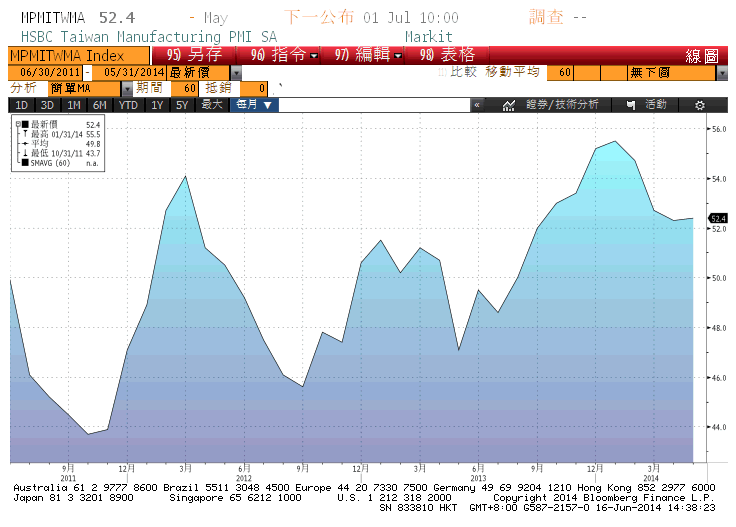 MPMITWMA 52.4 - May 下一公布 01 Jul 10:00 調查 --
HSBC Taiwan Manufacturing PMI SA Markit
MPMITWMA Index 95) 另存 96) 指令 97) 編輯 98) 表格 線圖
06/30/2011 - 05/31/2014 最新價 比較 移動平均 60 無下價
分析 簡單MA 60 期間 60 抵銷 0
1D 3D 1M 6M YTD 1Y 5Y 最大 每月 ▼ « 證券/技術分析 活動
最新價 52.4
最高 01/31/14 55.5
平均 49.8
最低 10/31/11 43.7
SMAVG (60) n.a.
56.0
54.0
52.4
52.0
50.0
48.0
46.0
44.0
9月 12月 3月 6月 9月 12月 3月 6月 9月 12月 3月
2011 2012 2013 2014
Australia 61 2 9777 8600 Brazil 5511 3048 4500 Europe 44 20 7330 7500 Germany 49 69 9204 1210 Hong Kong 852 2977 6000
Japan 81 3 3201 8900 Singapore 65 6212 1000 U.S. 1 212 318 2000 Copyright 2014 Bloomberg Finance L.P.
SN 833810 HKT GMT+8:00 G587-2157-0 16-Jun-2014 14:38:23